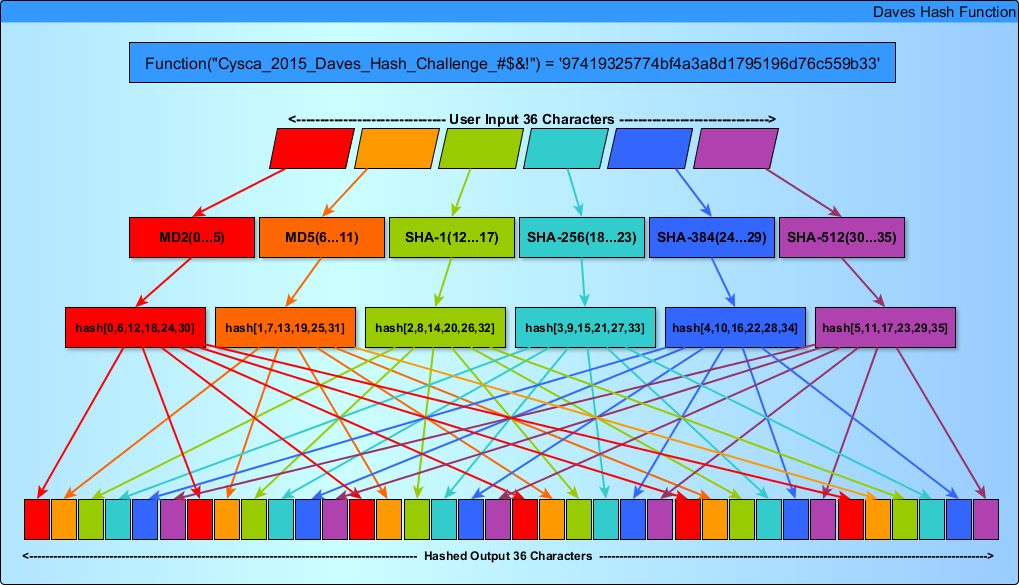 Daves Hash Function
Function("Cysca_2015_Daves_Hash_Challenge_#$&!") = '97419325774bf4a3a8d1795196d76c559b33'
<---------------------------- User Input 36 Characters ---------------------------->
MD2(0...5) MD5(6...11) SHA-1(12...17) SHA-256(18...23) SHA-384(24...29) SHA-512(30...35)
hash[0,6,12,18,24,30] hash[1,7,13,19,25,31] hash[2,8,14,20,26,32] hash[3,9,15,21,27,33] hash[4,10,16,22,28,34] hash[5,11,17,23,29,35]
<---------------------------- Hashed Output 36 Characters ---------------------------->